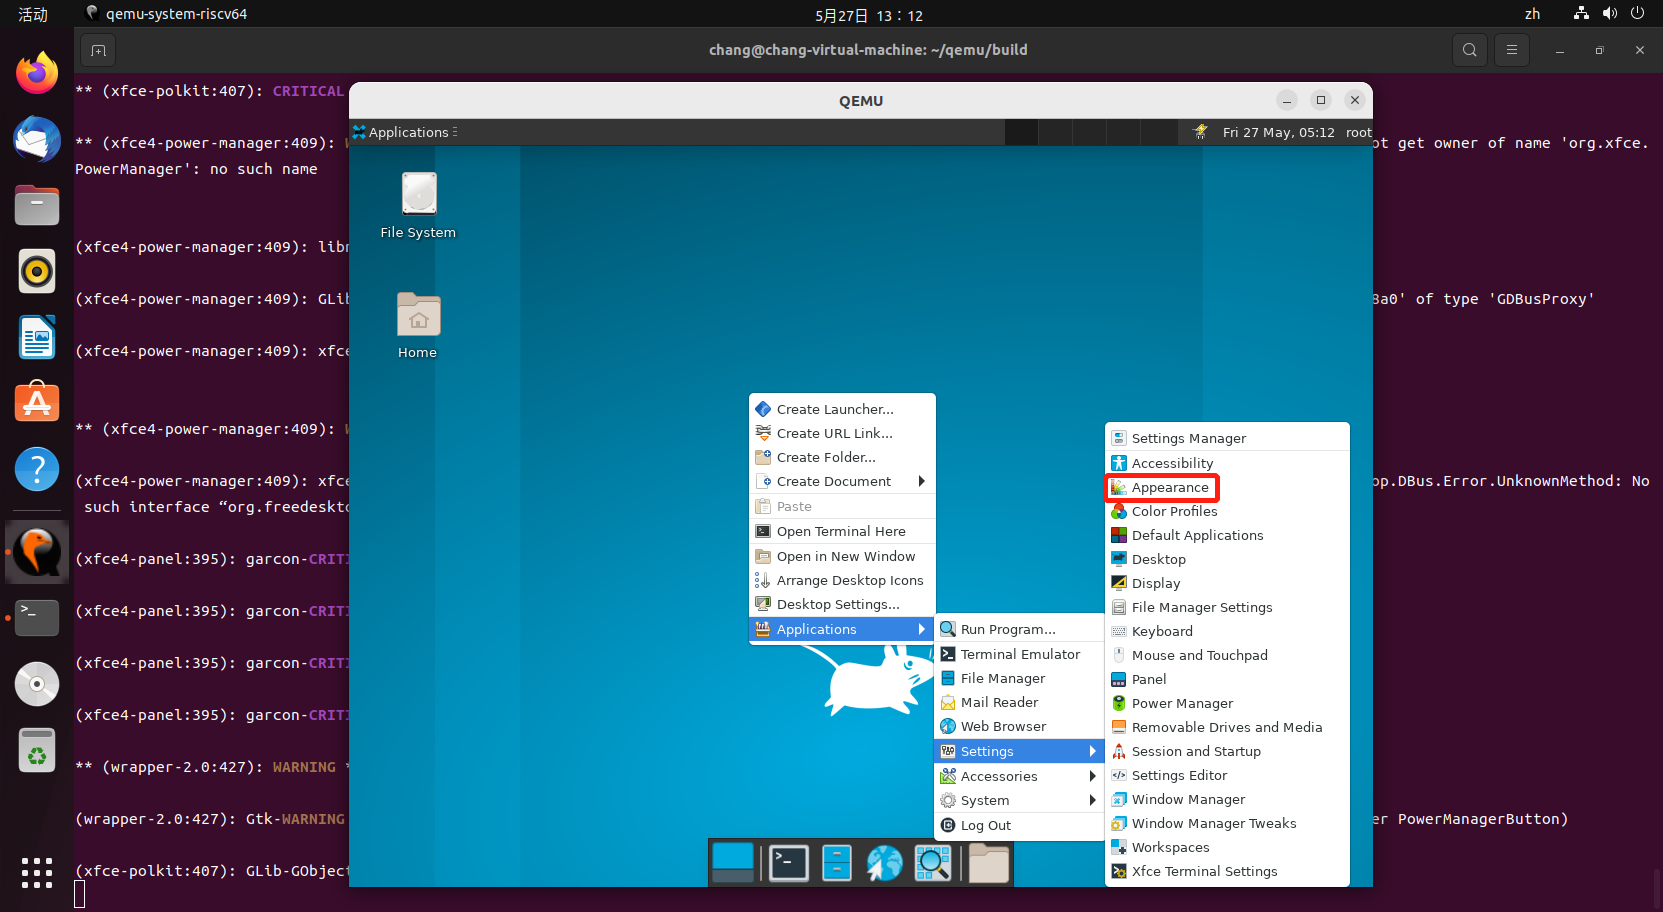 活动
qemu-system-riscv64
5月27日 13：12
zh
chang@chang-virtual-machine: ~/qemu/build
** (xfce-polkit:407): CRITICAL
QEMU
Applications
Fri 27 May, 05:12 root
** (xfce4-power-manager:409):
ot get owner of name 'org.xfce.
PowerManager': no such name
File System
(xfce4-power-manager:409): lib
(xfce4-power-manager:409): GLib
8a0' of type 'GDBusProxy'
(xfce4-power-manager:409): xfce
Home
** (xfce4-power-manager:409):
(xfce4-power-manager:409): xfce
op.DBus.Error.UnknownMethod: No
such interface “org.freedeskto
(xfce4-panel:395): garcon-CRITI
(xfce4-panel:395): garcon-CRITI
(xfce4-panel:395): garcon-CRITI
(xfce4-panel:395): garcon-CRITI
** (wrapper-2.0:427): WARNING *
(wrapper-2.0:427): Gtk-WARNING
er PowerManagerButton)
(xfce-polkit:407): GLib-GObject
Create Launcher...
Create URL Link...
Create Folder...
Create Document
Paste
Open Terminal Here
Open in New Window
Arrange Desktop Icons
Desktop Settings...
Applications
Run Program...
Terminal Emulator
File Manager
Mail Reader
Web Browser
Settings
Accessories
System
Log Out
Settings Manager
Accessibility
Appearance
Color Profiles
Default Applications
Desktop
Display
File Manager Settings
Keyboard
Mouse and Touchpad
Panel
Power Manager
Removable Drives and Media
Session and Startup
Settings Editor
Window Manager
Window Manager Tweaks
Workspaces
Xfce Terminal Settings